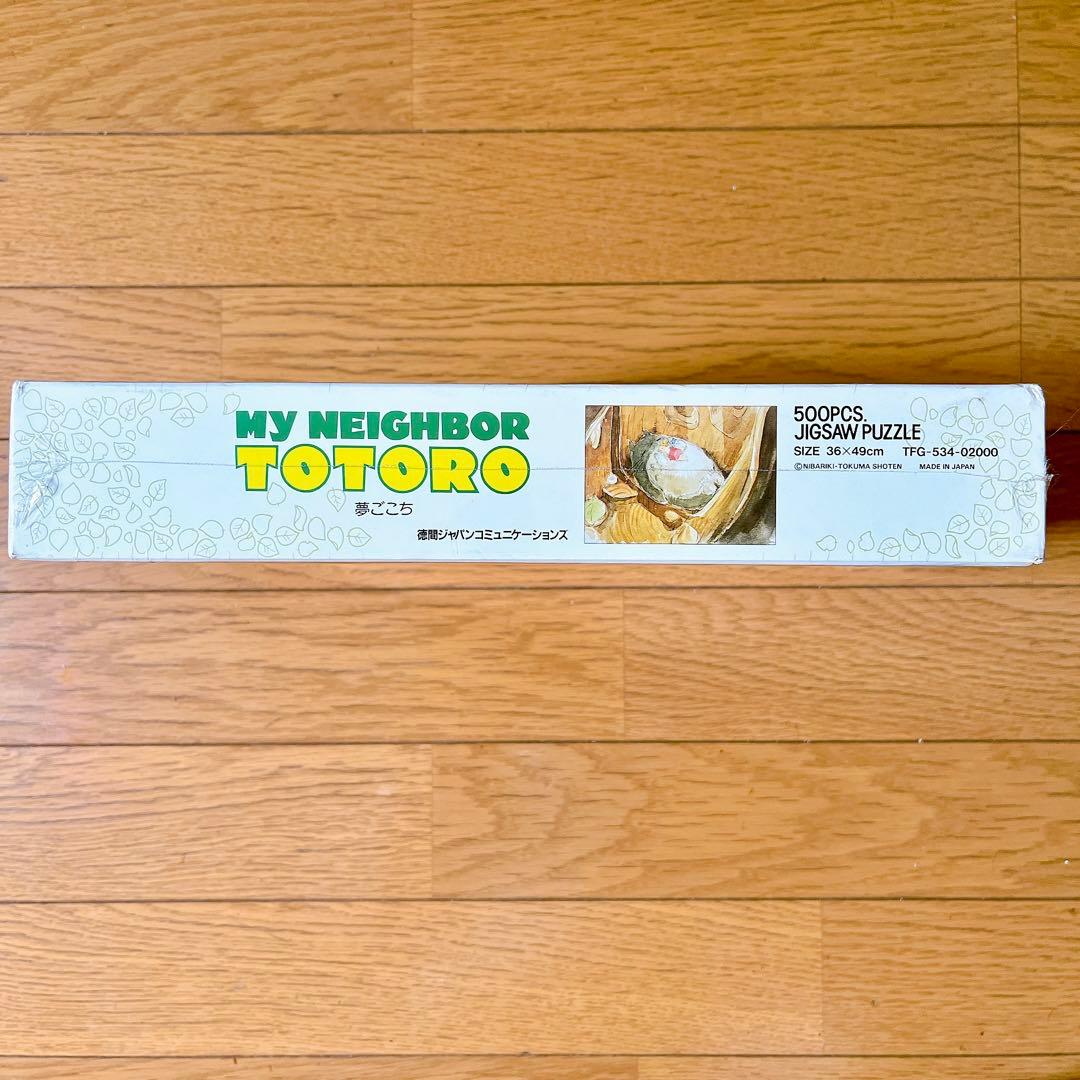 MY NEIGHBOR
TOTORO
夢ごこち
徳間ジャパンコミュニケーションズ
500PCS.
JIGSAW PUZZLE
SIZE 36×49cm TFG-534-02000
©NIBARIKI-TOKUMA SHOTEN MADE IN JAPAN